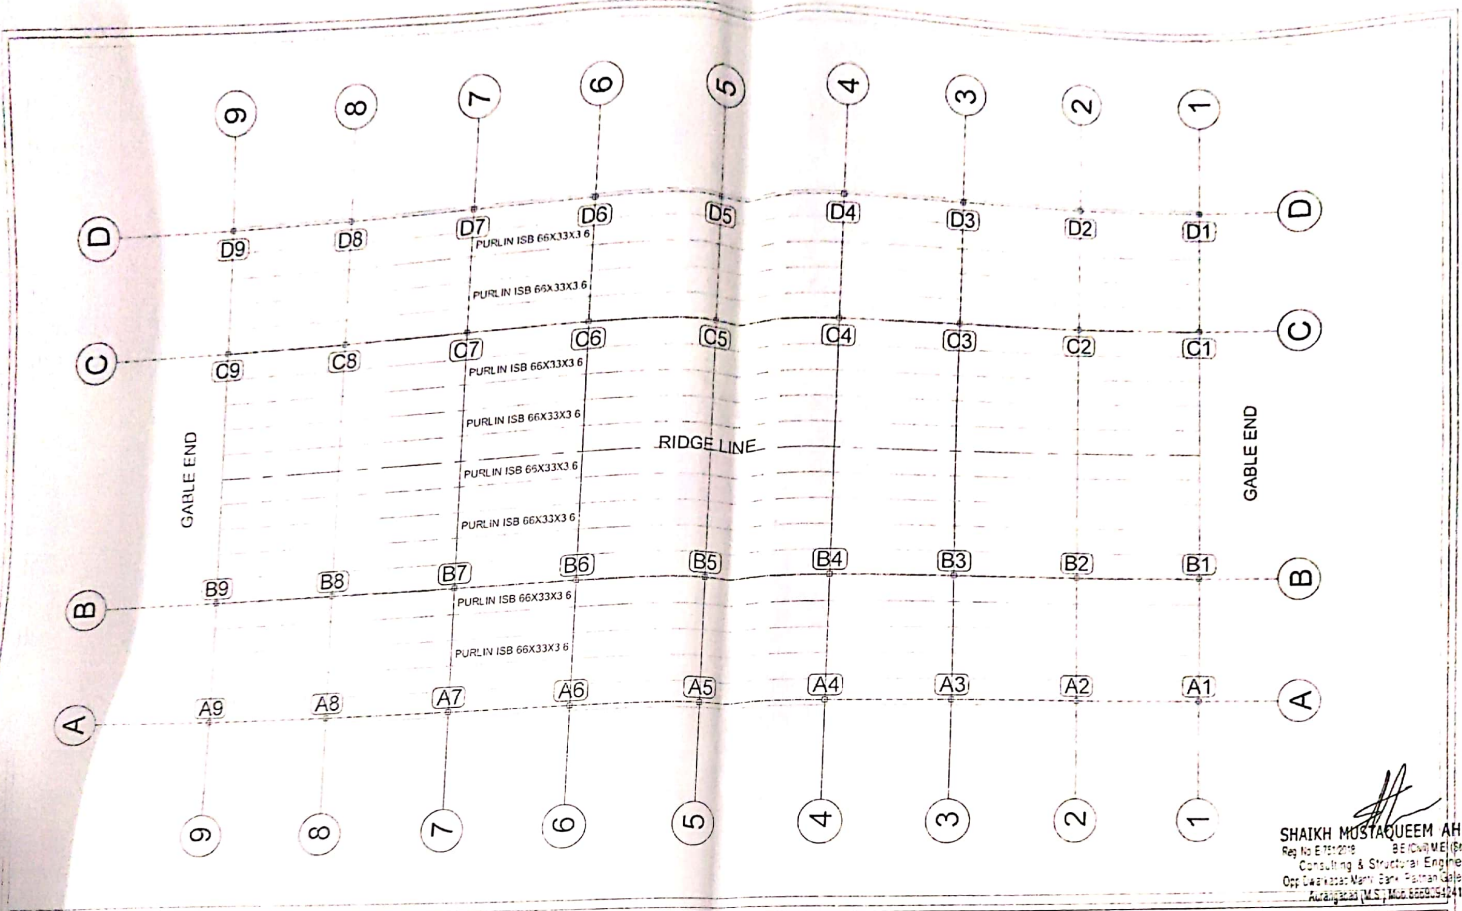 9 8 7 6 5 4 3 2 1
D D9 D8 D7 D6 D5 D4 D3 D2 D1 D
PURLIN ISB 66X33X3.6
PURLIN ISB 66X33X3.6
C C9 C8 C7 C6 C5 C4 C3 C2 C1 C
PURLIN ISB 66X33X3.6
PURLIN ISB 66X33X3.6
GABLE END
RIDGE LINE
GABLE END
PURLIN ISB 66X33X3.6
PURLIN ISB 66X33X3.6
B B9 B8 B7 B6 B5 B4 B3 B2 B1 B
PURLIN ISB 66X33X3.6
PURLIN ISB 66X33X3.6
A A9 A8 A7 A6 A5 A4 A3 A2 A1 A
9 8 7 6 5 4 3 2 1
SHAIKH MUSTAQUEEM AH
Reg No
Consulting & Structural Engine
Opp
Aurangabad (M.S.) Mob